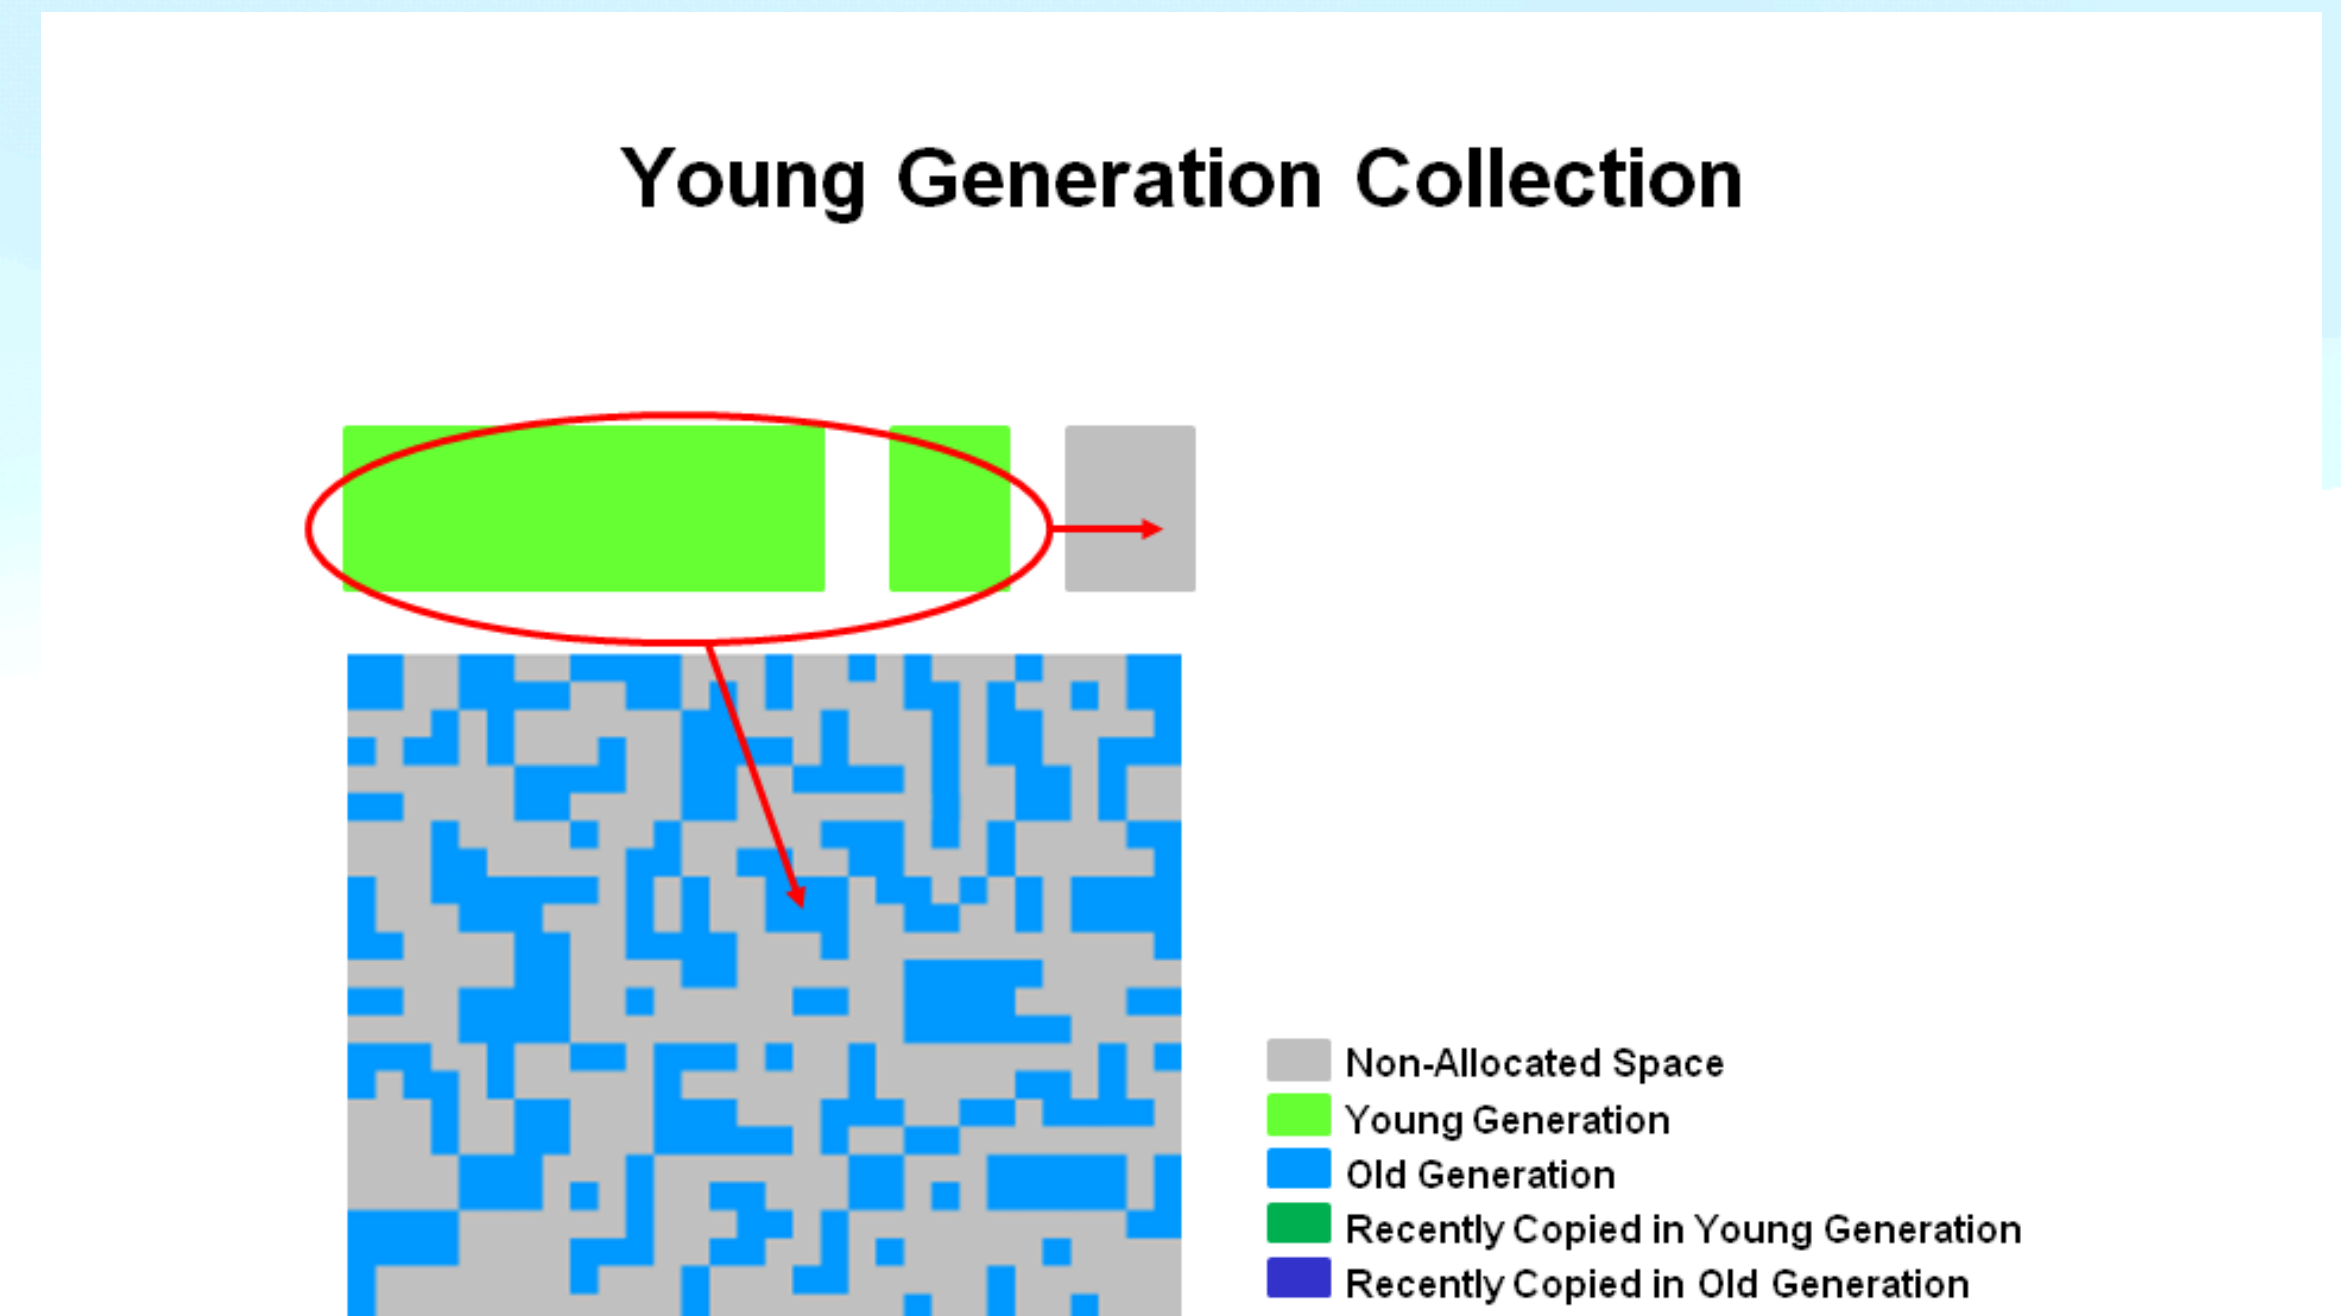 Young Generation Collection
Non-Allocated Space
Young Generation
Old Generation
Recently Copied in Young Generation
Recently Copied in Old Generation